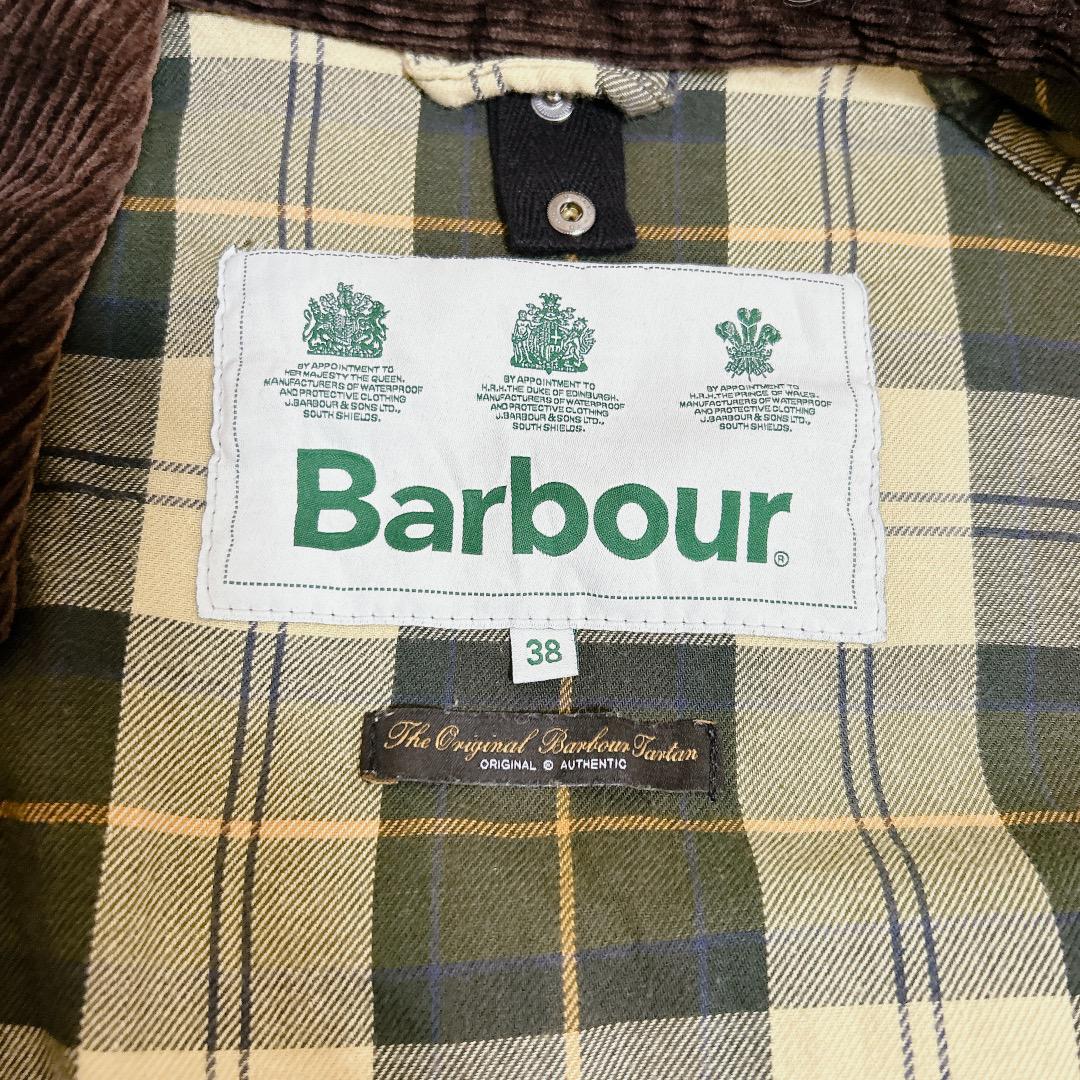 BY APPOINTMENT TO
HER MAJESTY THE QUEEN.
MANUFACTURERS OF WATERPROOF
AND PROTECTIVE CLOTHING
J.BARBOUR & SONS LTD.,
SOUTH SHIELDS.
BY APPOINTMENT TO
H.R.H.THE DUKE OF EDINBURGH.
MANUFACTURERS OF WATERPROOF
AND PROTECTIVE CLOTHING
J.BARBOUR & SONS LTD.,
SOUTH SHIELDS.
BY APPOINTMENT TO
H.R.H.THE PRINCE OF WALES.
MANUFACTURERS OF WATERPROOF
AND PROTECTIVE CLOTHING
J.BARBOUR & SONS LTD.,
SOUTH SHIELDS.
Barbour®
38
The Original Barbour Tartan
ORIGINAL ® AUTHENTIC